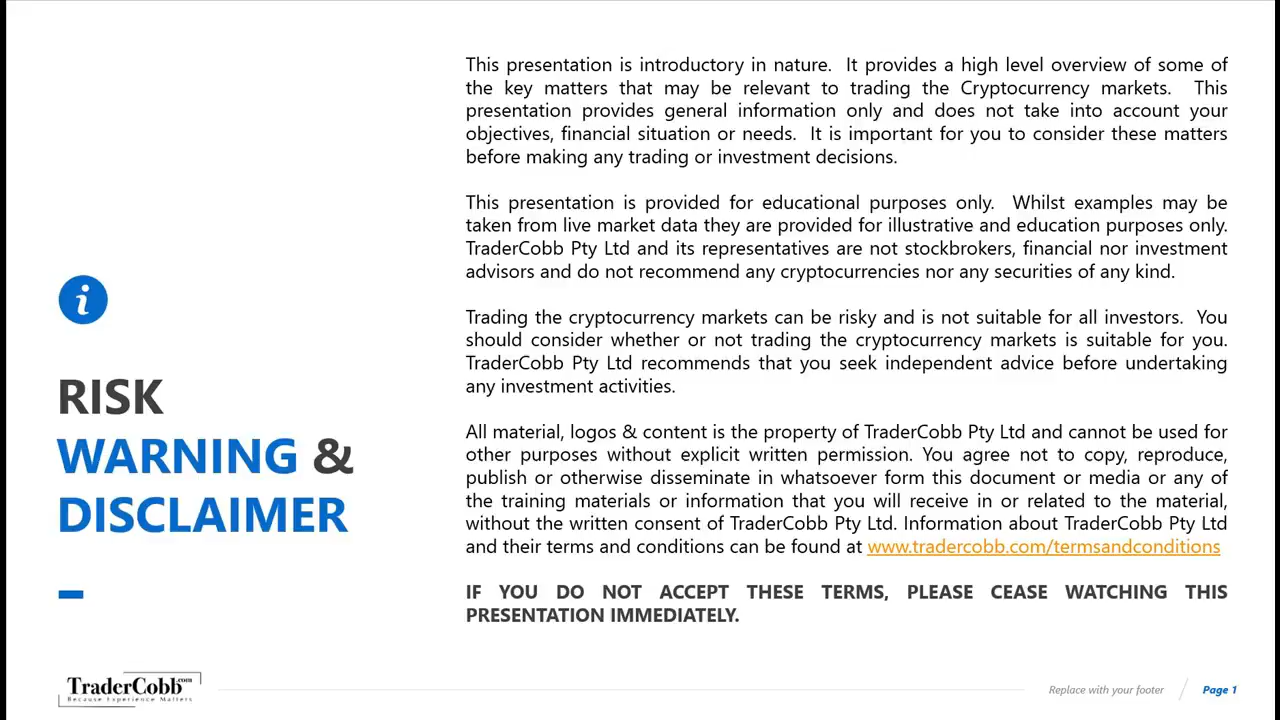 This presentation is introductory in nature.  It provides a high level overview of some of
the key matters that may be relevant to trading the Cryptocurrency markets.  This
presentation provides general information only and does not take into account your
objectives, financial situation or needs.  It is important for you to consider these matters
before making any trading or investment decisions.
This presentation is provided for educational purposes only.  Whilst examples may be
taken from live market data they are provided for illustrative and education purposes only.
TraderCobb Pty Ltd and its representatives are not stockbrokers, financial nor investment
advisors and do not recommend any cryptocurrencies nor any securities of any kind.
Trading the cryptocurrency markets can be risky and is not suitable for all investors.  You
should consider whether or not trading the cryptocurrency markets is suitable for you.
TraderCobb Pty Ltd recommends that you seek independent advice before undertaking
any investment activities.
All material, logos & content is the property of TraderCobb Pty Ltd and cannot be used for
other purposes without explicit written permission. You agree not to copy, reproduce,
publish or otherwise disseminate in whatsoever form this document or media or any of
the training materials or information that you will receive in or related to the material,
without the written consent of TraderCobb Pty Ltd. Information about TraderCobb Pty Ltd
and their terms and conditions can be found at www.tradercobb.com/termsandconditions
IF YOU DO NOT ACCEPT THESE TERMS, PLEASE CEASE WATCHING THIS
PRESENTATION IMMEDIATELY.
i
RISK
WARNING &
DISCLAIMER
TraderCobb.com
Because Experience Matters
Replace with your footer
Page 1